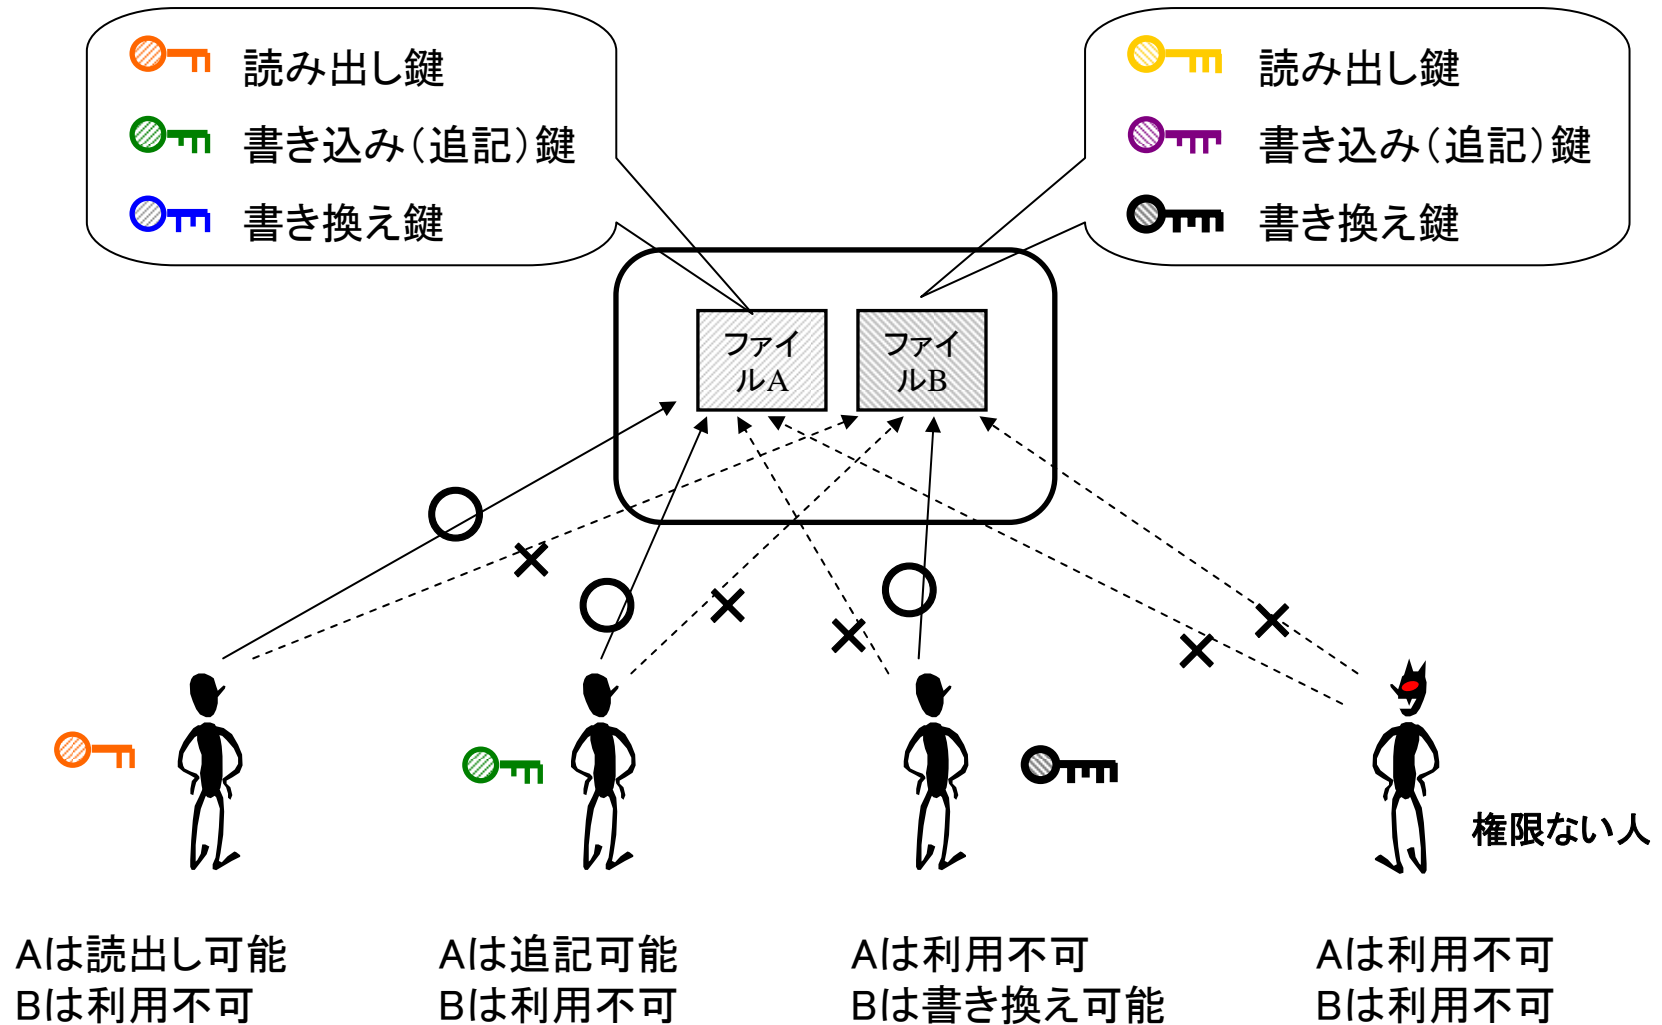 読み出し鍵
書き込み（追記）鍵
書き換え鍵
読み出し鍵
書き込み（追記）鍵
書き換え鍵
ファイ
ルA
ファイ
ルB
権限ない人
Aは読出し可能
Bは利用不可
Aは追記可能
Bは利用不可
Aは利用不可
Bは書き換え可能
Aは利用不可
Bは利用不可